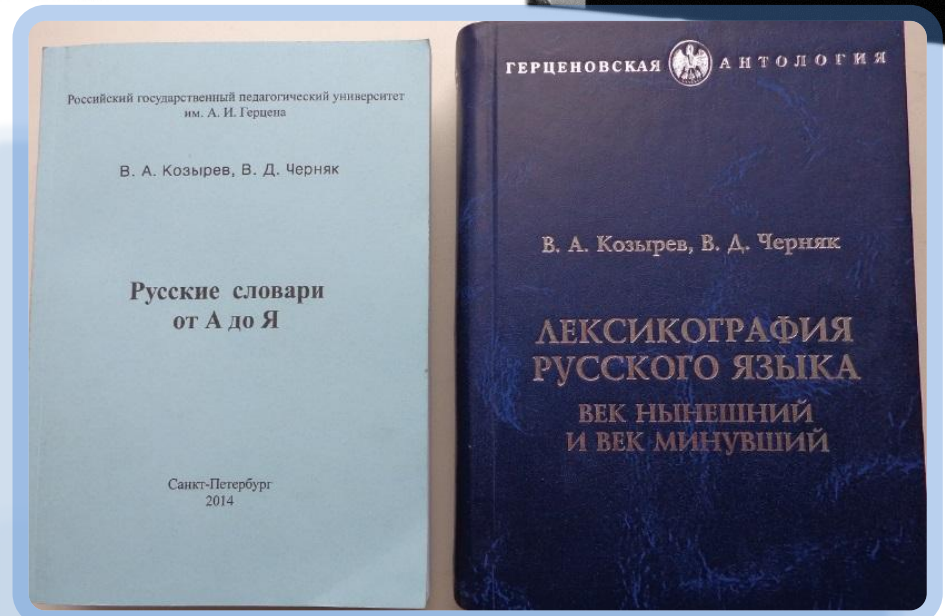 Российский государственный педагогический университет
им. А. И. Герцена
В. А. Козырев, В. Д. Черняк
Русские словари
от А до Я
Санкт-Петербург
2014
ГЕРЦЕНОВСКАЯ АНТОЛОГИЯ
В. А. Козырев, В. Д. Черняк
ЛЕКСИКОГРАФИЯ
РУССКОГО ЯЗЫКА
ВЕК НЫНЕШНИЙ
И ВЕК МИНУВШИЙ